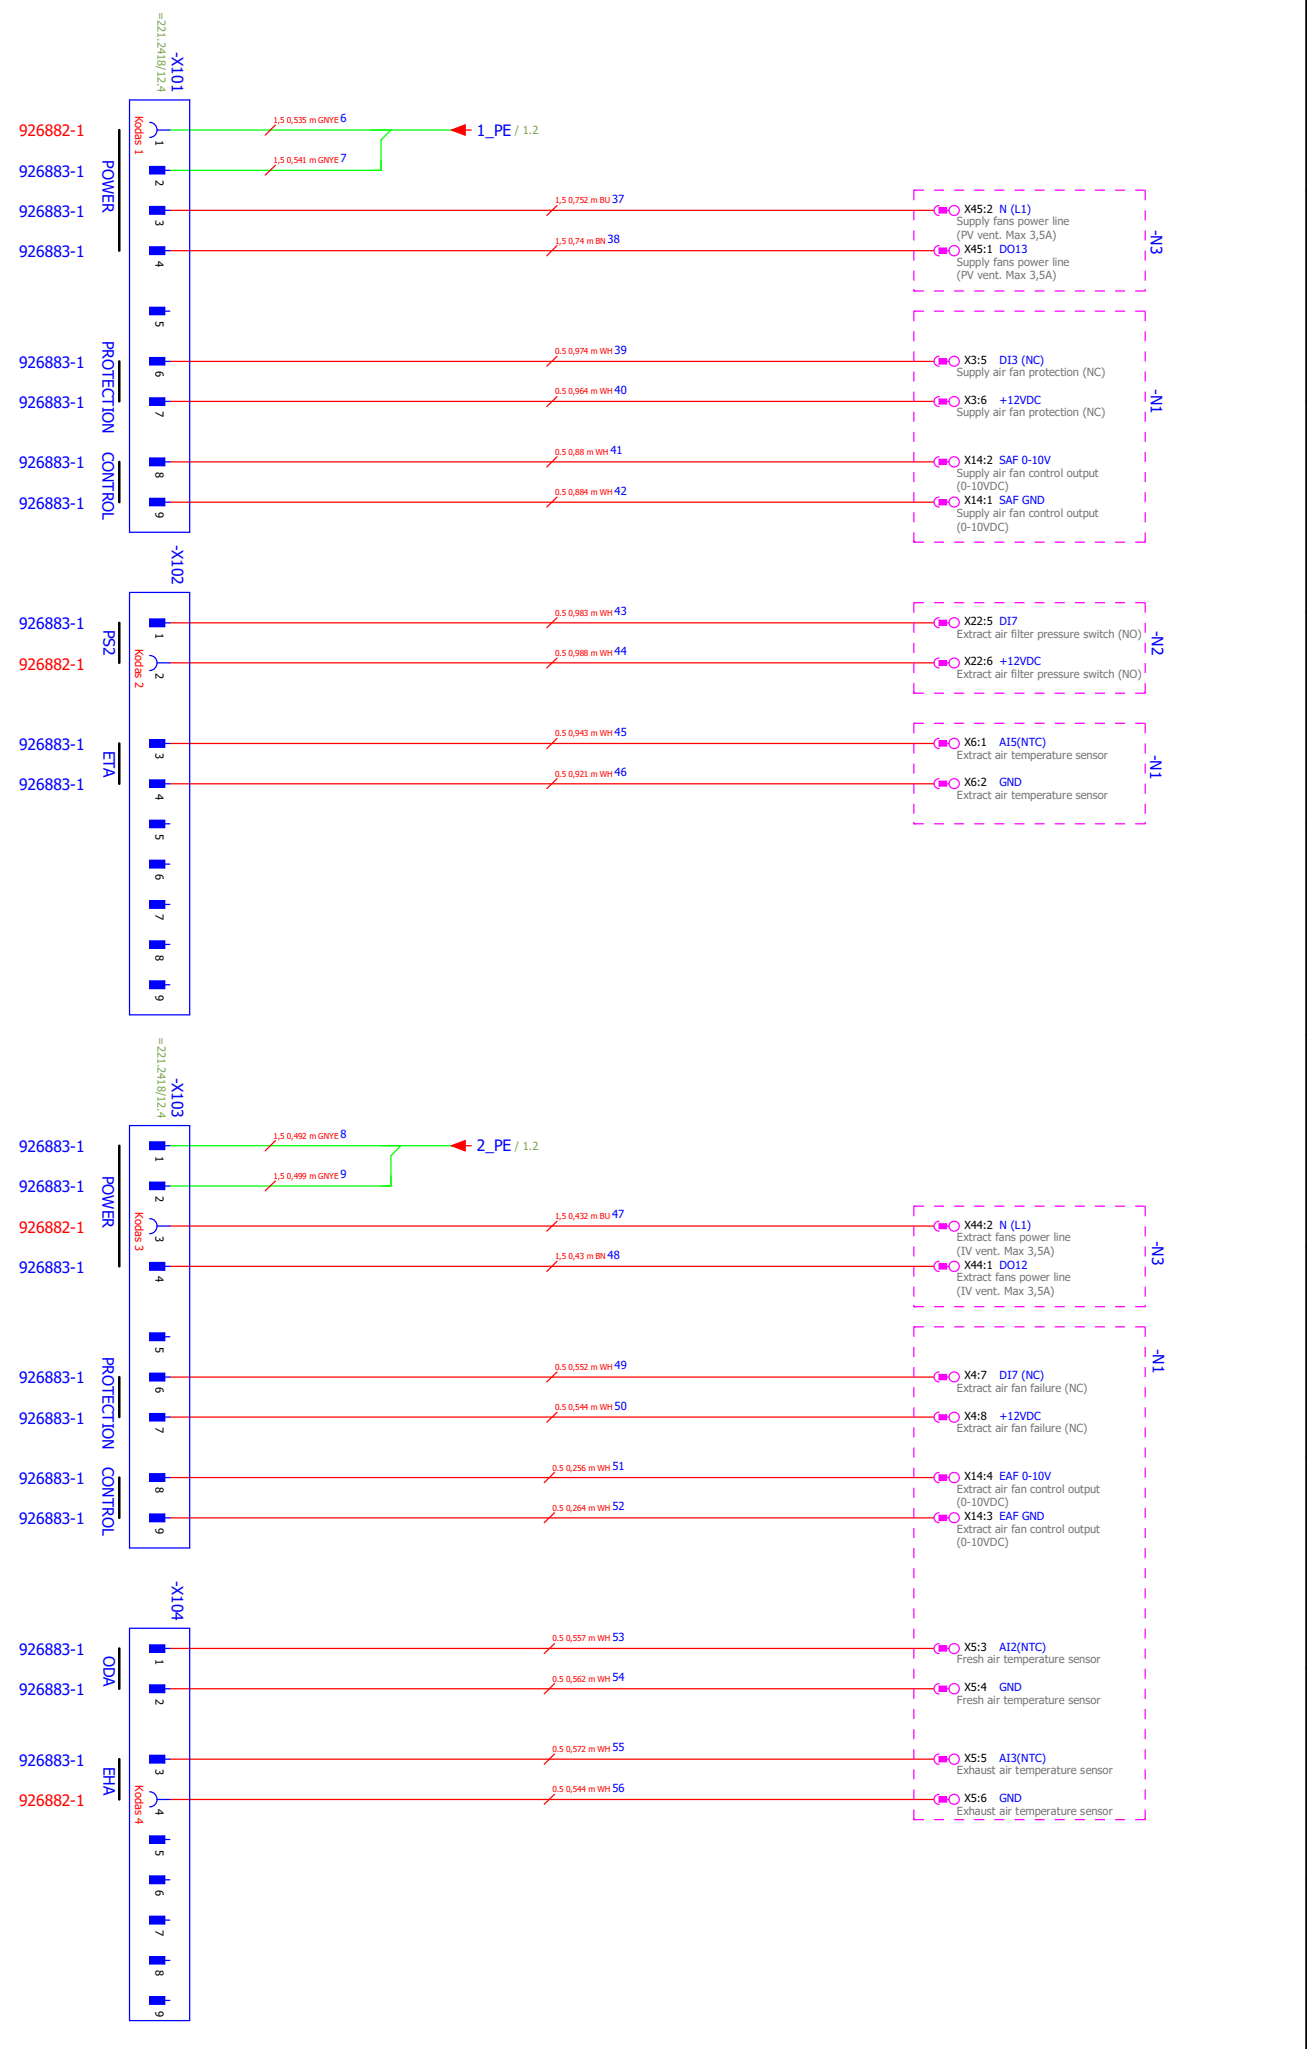 =221.2418/12.4
-X101
926882-1
Kodas 1
1
1,5 0,535 m GNYE 6
1_PE / 1.2
926883-1
POWER
2
1,5 0,541 m GNYE 7
926883-1
3
1,5 0,752 m BU 37
X45:2 N (L1)
Supply fans power line
(PV vent. Max 3,5A)
-N3
926883-1
4
1,5 0,74 m BN 38
X45:1 DO13
Supply fans power line
(PV vent. Max 3,5A)
5
926883-1
PROTECTION
6
0.5 0,974 m WH 39
X3:5 DI3 (NC)
Supply air fan protection (NC)
-N1
926883-1
7
0.5 0,964 m WH 40
X3:6 +12VDC
Supply air fan protection (NC)
926883-1
CONTROL
8
0.5 0,88 m WH 41
X14:2 SAF 0-10V
Supply air fan control output
(0-10VDC)
926883-1
9
0.5 0,884 m WH 42
X14:1 SAF GND
Supply air fan control output
(0-10VDC)
-X102
926883-1
PS2
1
0.5 0,983 m WH 43
X22:5 DI7
Extract air filter pressure switch (NO)
-N2
926882-1
Kodas 2
2
0.5 0,988 m WH 44
X22:6 +12VDC
Extract air filter pressure switch (NO)
926883-1
ETA
3
0.5 0,943 m WH 45
X6:1 AI5(NTC)
Extract air temperature sensor
-N1
926883-1
4
0.5 0,921 m WH 46
X6:2 GND
Extract air temperature sensor
5
6
7
8
9
=221.2418/12.4
-X103
926883-1
1
1,5 0,492 m GNYE 8
2_PE / 1.2
926883-1
POWER
2
1,5 0,499 m GNYE 9
926882-1
Kodas 3
3
1,5 0,432 m BU 47
X44:2 N (L1)
Extract fans power line
(IV vent. Max 3,5A)
-N3
926883-1
4
1,5 0,43 m BN 48
X44:1 DO12
Extract fans power line
(IV vent. Max 3,5A)
5
926883-1
PROTECTION
6
0.5 0,552 m WH 49
X4:7 DI7 (NC)
Extract air fan failure (NC)
-N1
926883-1
7
0.5 0,544 m WH 50
X4:8 +12VDC
Extract air fan failure (NC)
926883-1
CONTROL
8
0.5 0,256 m WH 51
X14:4 EAF 0-10V
Extract air fan control output
(0-10VDC)
926883-1
9
0.5 0,264 m WH 52
X14:3 EAF GND
Extract air fan control output
(0-10VDC)
-X104
926883-1
ODA
1
0.5 0,557 m WH 53
X5:3 AI2(NTC)
Fresh air temperature sensor
926883-1
2
0.5 0,562 m WH 54
X5:4 GND
Fresh air temperature sensor
926883-1
EHA
3
0.5 0,572 m WH 55
X5:5 AI3(NTC)
Exhaust air temperature sensor
926882-1
Kodas 4
4
0.5 0,544 m WH 56
X5:6 GND
Exhaust air temperature sensor
5
6
7
8
9